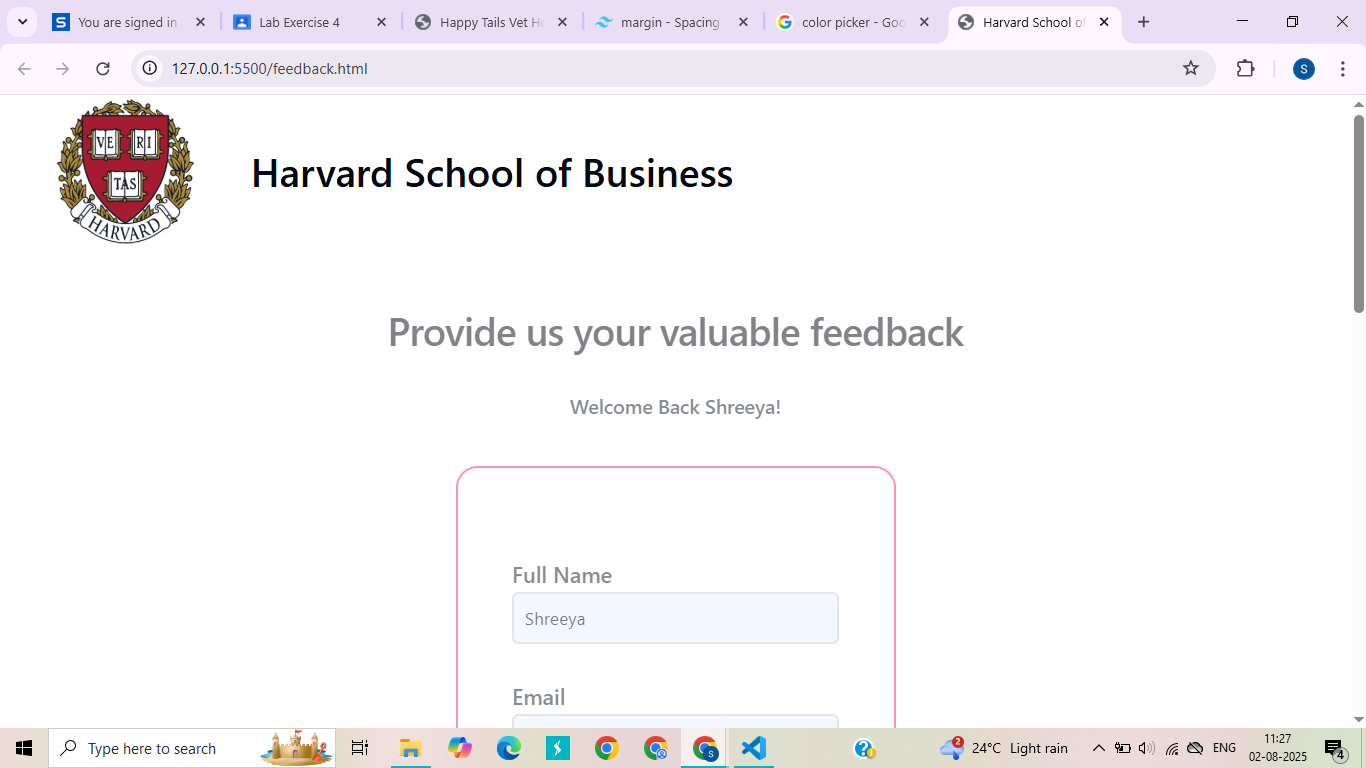 You are signed in
Lab Exercise 4
Happy Tails Vet H
margin - Spacing
color picker - Goo
Harvard School of
127.0.0.1:5500/feedback.html
S
VE RI
TAS
HARVARD
Harvard School of Business
Provide us your valuable feedback
Welcome Back Shreeya!
Full Name
Shreeya
Email
Type here to search
2
24°C Light rain
ENG
11:27
02-08-2025
4